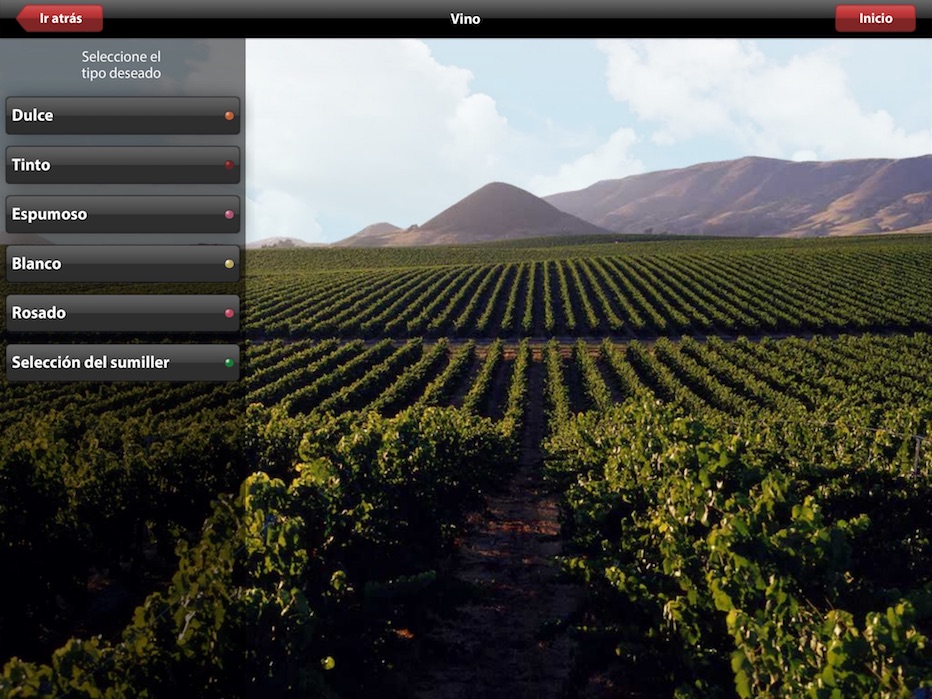 Ir atrás
Vino
Inicio
Seleccione el
tipo deseado
Dulce
Tinto
Espumoso
Blanco
Rosado
Selección del sumiller